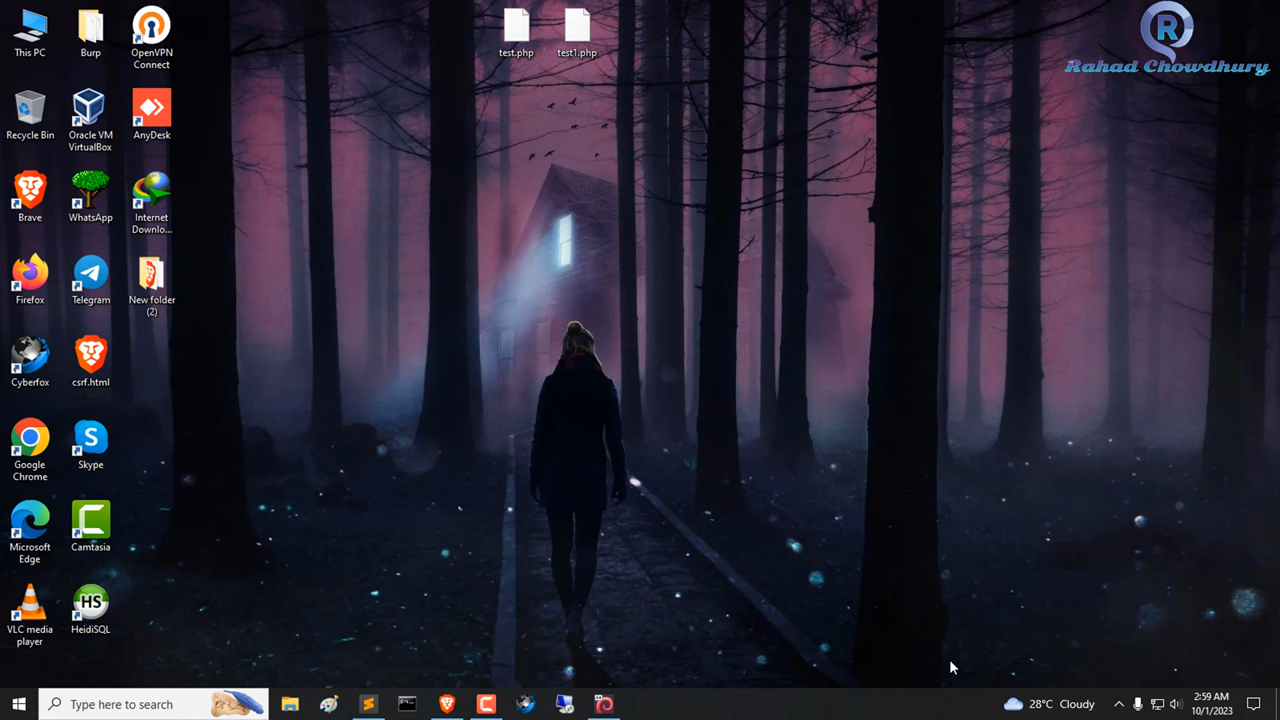 This PC
Burp
OpenVPN
Connect
test.php
test1.php
Rahad Chowdhury
Recycle Bin
Oracle VM
VirtualBox
AnyDesk
Brave
WhatsApp
Internet
Downlo...
Firefox
Telegram
New folder
(2)
Cyberfox
csrf.html
Google
Chrome
Skype
Microsoft
Edge
Camtasia
VLC media
player
HS
HeidiSQL
Type here to search
28°C Cloudy
2:59 AM
10/1/2023